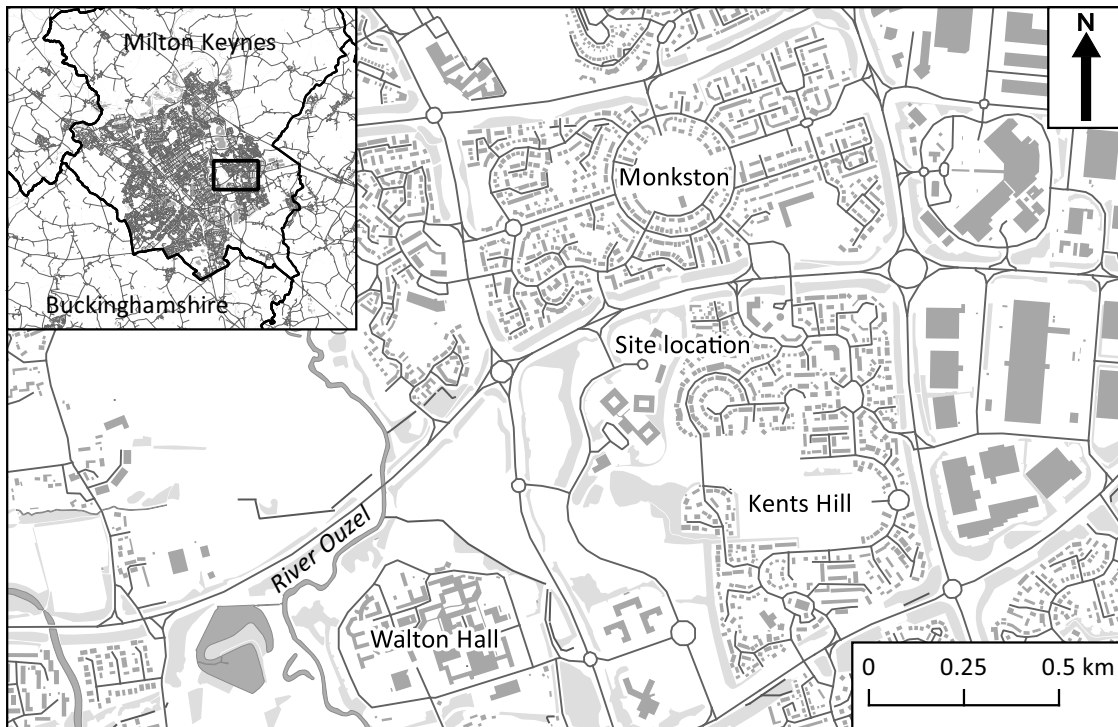 Milton Keynes
Buckinghamshire
N
Monkston
Site location
Kents Hill
River Ouzel
Walton Hall
0 0.25 0.5 km